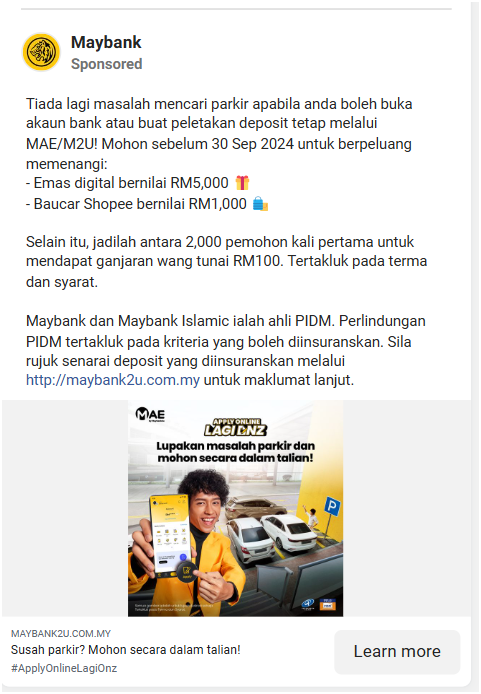 Maybank
Sponsored
Tiada lagi masalah mencari parkir apabila anda boleh buka
akaun bank atau buat peletakan deposit tetap melalui
MAE/M2U! Mohon sebelum 30 Sep 2024 untuk berpeluang
memenangi:
- Emas digital bernilai RM5,000 🎁
- Baucar Shopee bernilai RM1,000 🛍️
Selain itu, jadilah antara 2,000 pemohon kali pertama untuk
mendapat ganjaran wang tunai RM100. Tertakluk pada terma
dan syarat.
Maybank dan Maybank Islamic ialah ahli PIDM. Perlindungan
PIDM tertakluk pada kriteria yang boleh diinsuranskan. Sila
rujuk senarai deposit yang diinsuranskan melalui
http://maybank2u.com.my untuk maklumat lanjut.
MAE
APPLY ONLINE
LAGI ONZ
Lupakan masalah parkir dan
mohon secara dalam talian!
P
MAYBANK2U.COM.MY
Susah parkir? Mohon secara dalam talian!
#ApplyOnlineLagiOnz
Learn more